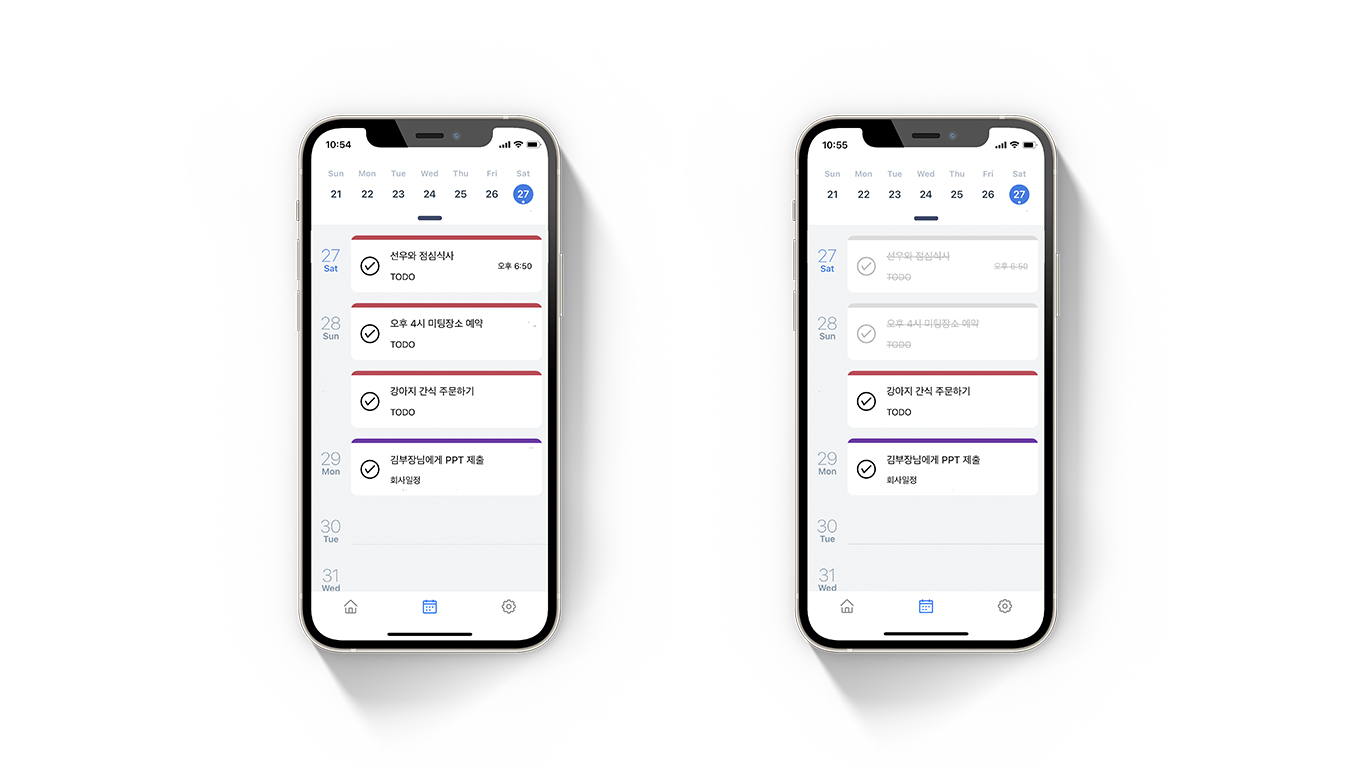 10:54
Sun Mon Tue Wed Thu Fri Sat
21 22 23 24 25 26 27
27
Sat
선우와 점심식사
오후 6:50
TODO
28
Sun
오후 4시 미팅장소 예약
TODO
강아지 간식 주문하기
TODO
29
Mon
김부장님에게 PPT 제출
회사일정
30
Tue
31
Wed
10:55
Sun Mon Tue Wed Thu Fri Sat
21 22 23 24 25 26 27
27
Sat
선우와 점심식사
오후 6:50
TODO
28
Sun
오후 4시 미팅장소 예약
TODO
강아지 간식 주문하기
TODO
29
Mon
김부장님에게 PPT 제출
회사일정
30
Tue
31
Wed